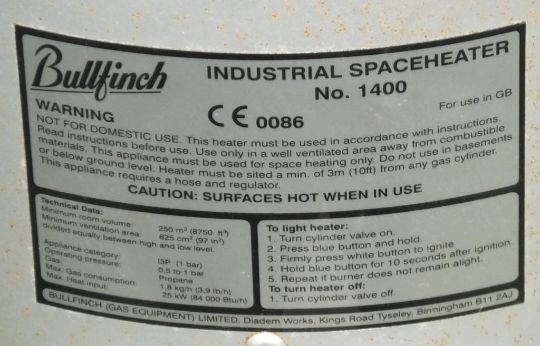 Bullfinch
INDUSTRIAL SPACEHEATER
No. 1400
CE 0086
For use in GB
WARNING
NOT FOR DOMESTIC USE. This heater must be used in accordance with instructions.
Read instructions before use. Use only in a well ventilated area away from combustible
materials. This appliance must be used for space heating only. Do not use in basements
or below ground level. Heater must be sited a min. of 3m (10ft) from any gas cylinder.
This appliance requires a hose and regulator.
CAUTION: SURFACES HOT WHEN IN USE
Technical Data:
Minimum room volume: 250 m³ (8750 ft³)
Minimum ventilation area: 625 cm² (97 in²)
divided equally between high and low level.
Appliance category: I3P (1 bar)
Operating pressure: 0,5 to 1 bar
Gas: Propane
Max. Gas consumption: 1,8 kg/h (3,9 lb/h)
Max. Heat input: 25 kW (84 000 Btu/h)
To light heater:
1. Turn cylinder valve on.
2. Press blue button and hold.
3. Firmly press white button to ignite
4. Hold blue button for 10 seconds after ignition.
5. Repeat if burner does not remain alight.
To turn heater off:
1. Turn cylinder valve off.
BULLFINCH (GAS EQUIPMENT) LIMITED. Diadem Works, Kings Road Tyseley, Birmingham B11 2AJ